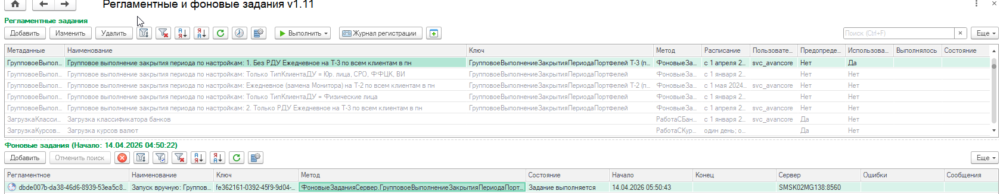 Регламентные и фоновые задания v1.11
Регламентные задания
Добавить Изменить Удалить Выполнить Журнал регистрации Поиск (Ctrl+F) × Еще
Метаданные Наименование Ключ Метод Расписание Пользовате... Предопреде... Использова... Выполнялось Состояние
ГрупповоеВыпол... Групповое выполнение закрытия периода по настройкам: 1. Без РДУ Ежедневное на Т-3 по всем клиентам в пн ГрупповоеВыполнениеЗакрытияПериодаПортфелей Т-3 (п... ФоновыеЗа... с 1 апреля 2... svc_avancore Нет Да
ГрупповоеВыпол... Групповое выполнение закрытия периода по настройкам: Только ТипКлиентаДУ = Юр. лица, СРО, ФФЦК, ВИ ГрупповоеВыполнениеЗакрытияПериодаПортфелей ФоновыеЗа... с 1 января 2... Нет Нет
ГрупповоеВыпол... Групповое выполнение закрытия периода по настройкам: Ежедневное (замена Монитора) на Т-2 по всем клиентам в пн ГрупповоеВыполнениеЗакрытияПериодаПортфелей Т-2 (п... ФоновыеЗа... с 1 мая 2024... svc_avancore Нет Нет
ГрупповоеВыпол... Групповое выполнение закрытия периода по настройкам: Только ТипКлиентаДУ = Физические лица ГрупповоеВыполнениеЗакрытияПериодаПортфелей ФоновыеЗа... с 1 января 2... Нет Нет
ГрупповоеВыпол... Групповое выполнение закрытия периода по настройкам: 2. Только РДУ Ежедневное на Т-3 по всем клиентам в пн ГрупповоеВыполнениеЗакрытияПериодаПортфелей ФоновыеЗа... с 1 апреля 2... svc_avancore Нет Нет
ЗагрузкаКласси... Загрузка классификатора банков РаботаСБан... с 1 января 2... svc_avancore Да Нет
ЗагрузкаКурсов... Загрузка курсов валют РаботаСКур... один день; о... Да Нет
Фоновые задания (Начало: 14.04.2026 04:50:22)
Добавить Отменить поиск Еще
Регламентное Наименование Ключ Метод Состояние Начало Конец Сервер Ошибки Сообщения
dbde007b-da38-46d6-8939-53ea5c8... Запуск вручную: Группов... fe362161-0392-45f9-9d04-... ФоновыеЗаданияСервер.ГрупповоеВыполнениеЗакрытияПериодаПорт... Задание выполняется 14.04.2026 05:50:43 SMSK02MG138:8560